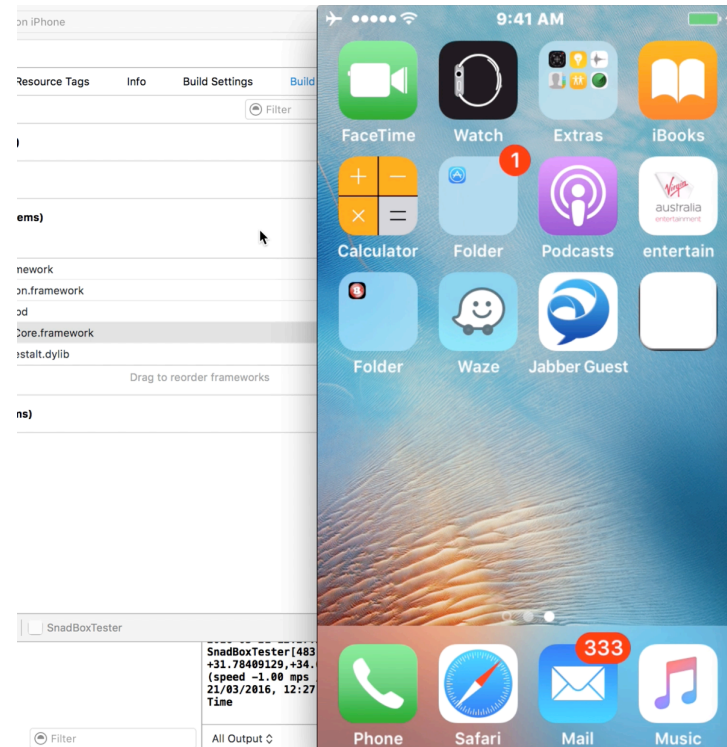 on iPhone
Resource Tags Info Build Settings Build
Filter
)
ems)
mework
on.framework
od
Core.framework
estalt.dylib
Drag to reorder frameworks
ns)
SnadBoxTester
SnadBoxTester[483
+31.78409129,+34.
(speed -1.00 mps
21/03/2016, 12:27
Time
Filter
All Output
9:41 AM
FaceTime Watch Extras iBooks
1
Calculator Folder Podcasts entertain
Virgin
australia
entertainment
Folder Waze Jabber Guest
333
Phone Safari Mail Music